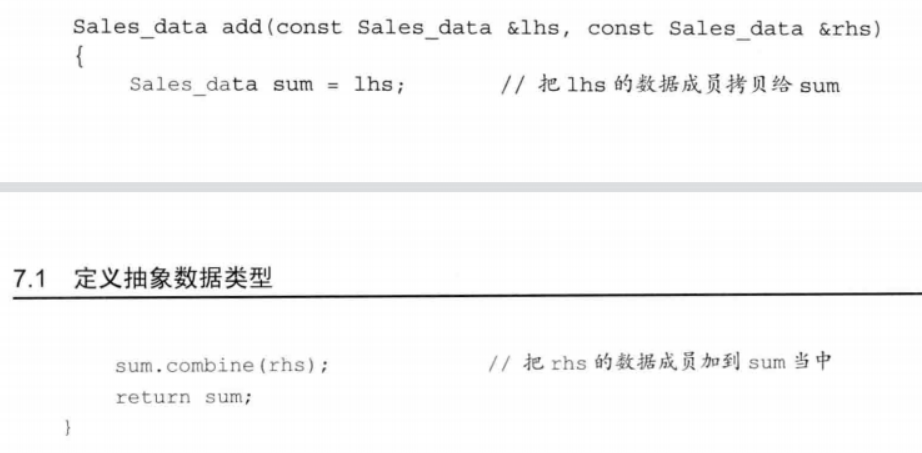 Sales_data add(const Sales_data &lhs, const Sales_data &rhs)
{
Sales_data sum = lhs; // 把 lhs 的数据成员拷贝给 sum
7.1 定义抽象数据类型
sum.combine(rhs); // 把 rhs 的数据成员加到 sum 当中
return sum;
}